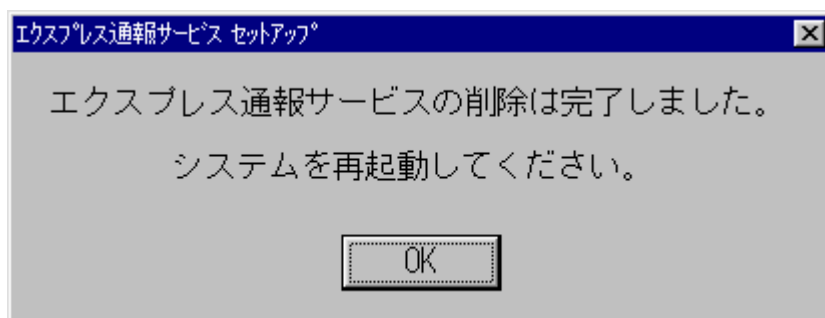 ｴｸｽﾌﾟﾚｽ通報ｻｰﾋﾞｽ ｾｯﾄｱｯﾌﾟ
エクスプレス通報サービスの削除は完了しました。
システムを再起動してください。
OK